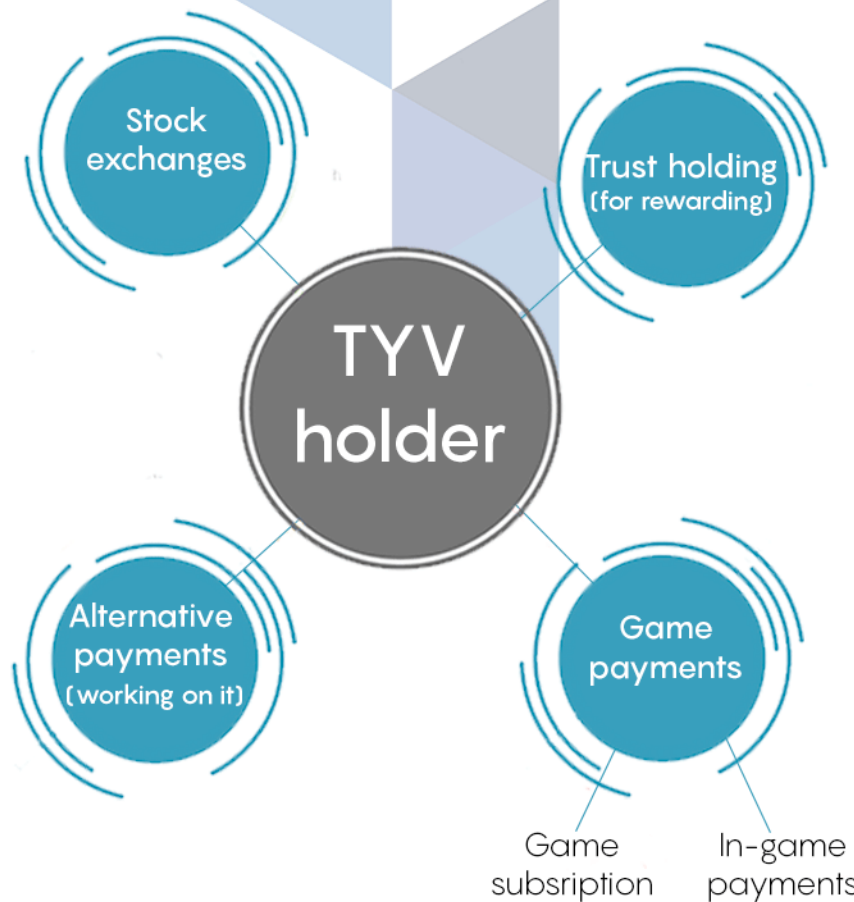 Stock
exchanges
Trust holding
(for rewarding)
TYV
holder
Alternative
payments
(working on it)
Game
payments
Game
subsription
In-game
payments